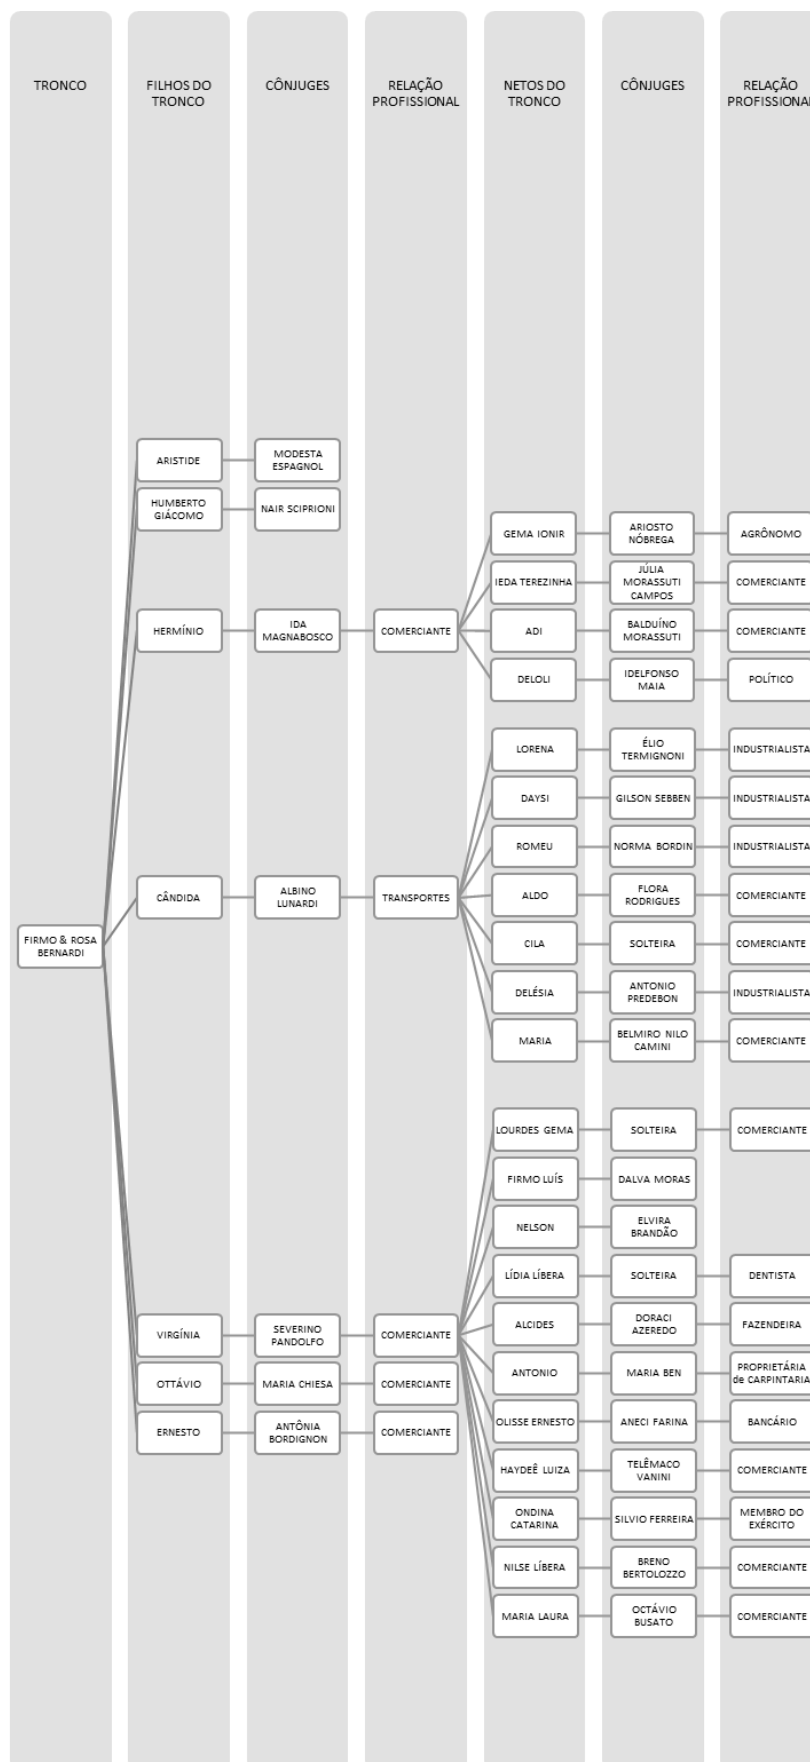 TRONCO
FILHOS DO
TRONCO
CÔNJUGES
RELAÇÃO
PROFISSIONAL
NETOS DO
TRONCO
CÔNJUGES
RELAÇÃO
PROFISSIONAL
ARISTIDE
MODESTA
ESPAGNOL
HUMBERTO
GIÁCOMO
NAIR SCIPRIONI
GEMA IONIR
ARIOSTO
NÓBREGA
AGRÔNOMO
IEDA TEREZINHA
JÚLIA
MORASSUTI
CAMPOS
COMERCIANTE
HERMÍNIO
IDA
MAGNABOSCO
COMERCIANTE
ADI
BALDUÍNO
MORASSUTI
COMERCIANTE
DELOLI
IDELFONSO
MAIA
POLÍTICO
LORENA
ÉLIO
TERMIGNONI
INDUSTRIALISTA
DAYSI
GILSON SEBBEN
INDUSTRIALISTA
ROMEU
NORMA BORDIN
INDUSTRIALISTA
CÂNDIDA
ALBINO
LUNARDI
TRANSPORTES
ALDO
FLORA
RODRIGUES
COMERCIANTE
FIRMO & ROSA
BERNARDI
CILA
SOLTEIRA
COMERCIANTE
DELÉSIA
ANTONIO
PREDEBON
INDUSTRIALISTA
MARIA
BELMIRO NILO
CAMINI
COMERCIANTE
LOURDES GEMA
SOLTEIRA
COMERCIANTE
FIRMO LUÍS
DALVA MORAS
NELSON
ELVIRA
BRANDÃO
LÍDIA LÍBERA
SOLTEIRA
DENTISTA
VIRGÍNIA
SEVERINO
PANDOLFO
COMERCIANTE
ALCIDES
DORACI
AZEREDO
FAZENDEIRA
OTTÁVIO
MARIA CHIESA
COMERCIANTE
ANTONIO
MARIA BEN
PROPRIETÁRIA
de CARPINTARIA
ERNESTO
ANTÔNIA
BORDIGNON
COMERCIANTE
OLISSE ERNESTO
ANECI FARINA
BANCÁRIO
HAYDEÊ LUIZA
TELÊMACO
VANINI
COMERCIANTE
ONDINA
CATARINA
SILVIO FERREIRA
MEMBRO DO
EXÉRCITO
NILSE LÍBERA
BRENO
BERTOLOZZO
COMERCIANTE
MARIA LAURA
OCTÁVIO
BUSATO
COMERCIANTE